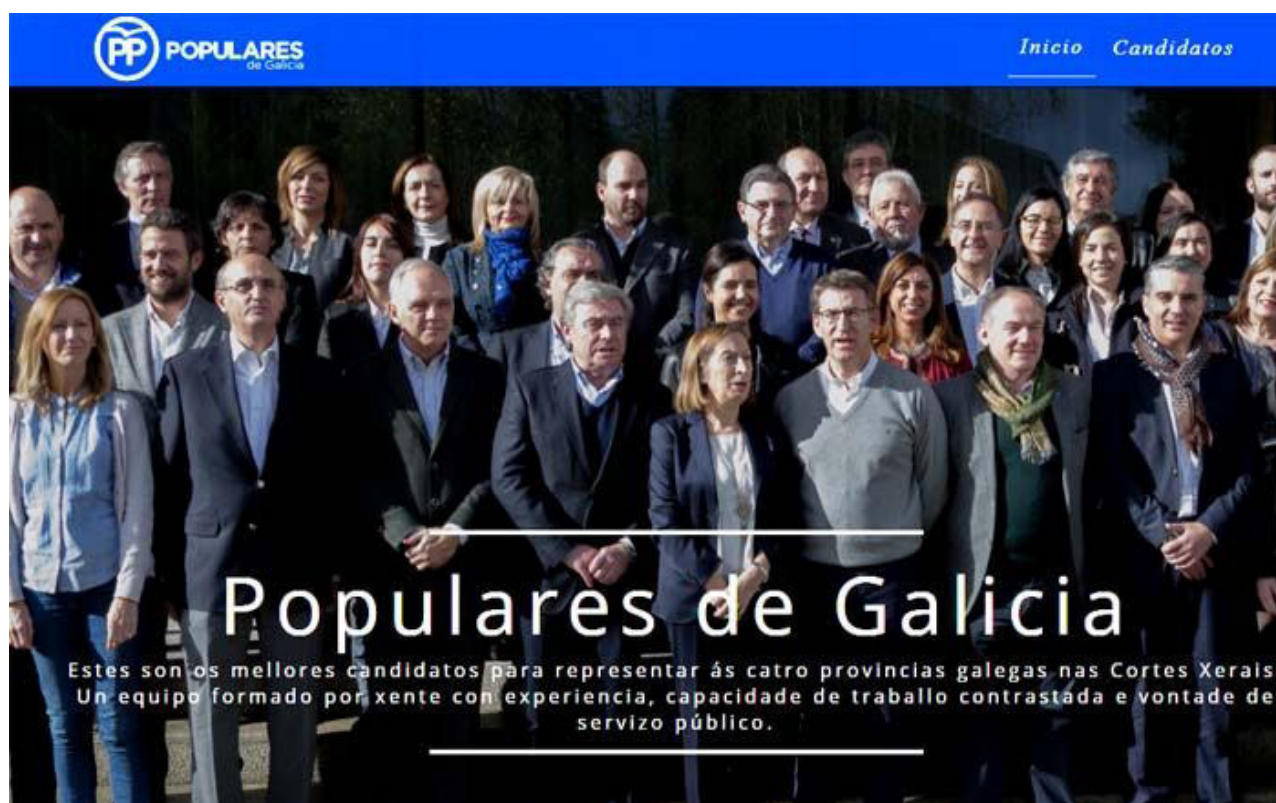 PP POPULARES
de Galicia
Inicio Candidatos
Populares de Galicia
Estes son os mellores candidatos para representar ás catro provincias galegas nas Cortes Xerais
Un equipo formado por xente con experiencia, capacidade de traballo contrastada e vontade de
servizo público.